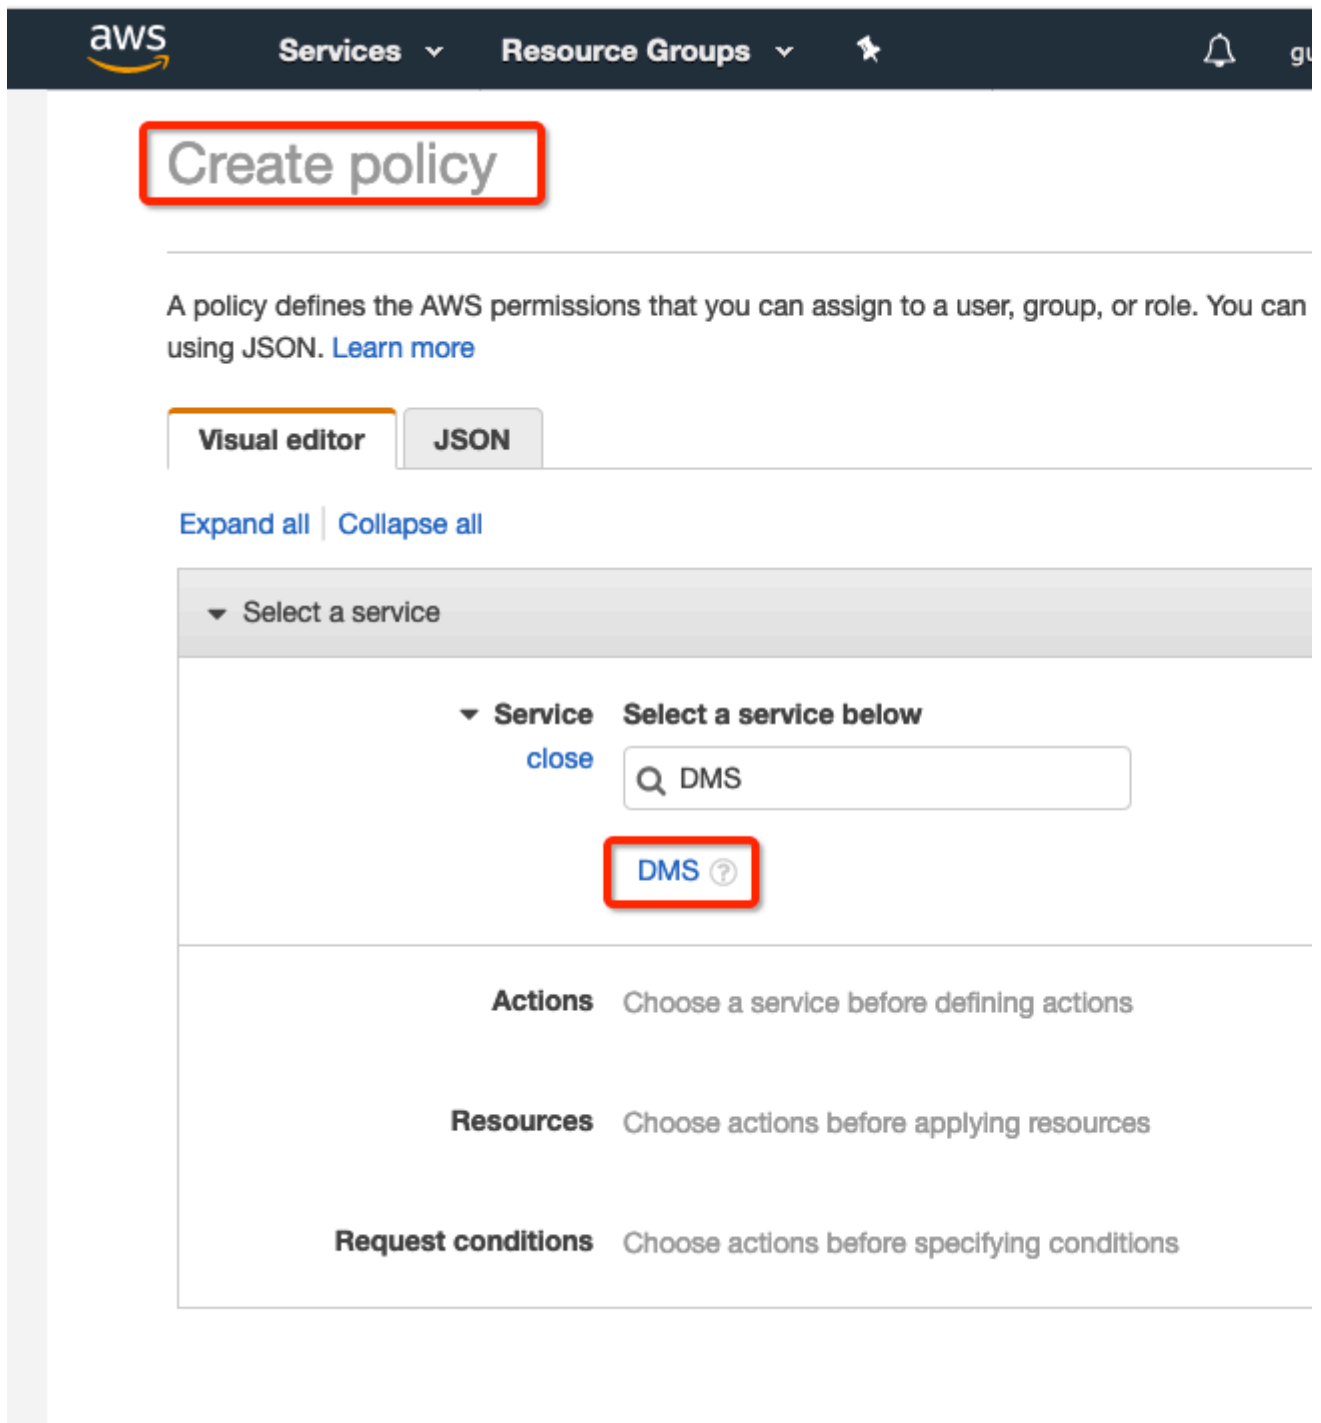 aws Services Resource Groups gu
Create policy
A policy defines the AWS permissions that you can assign to a user, group, or role. You can
using JSON. Learn more
Visual editor JSON
Expand all Collapse all
Select a service
Service Select a service below
close DMS
DMS ?
Actions Choose a service before defining actions
Resources Choose actions before applying resources
Request conditions Choose actions before specifying conditions